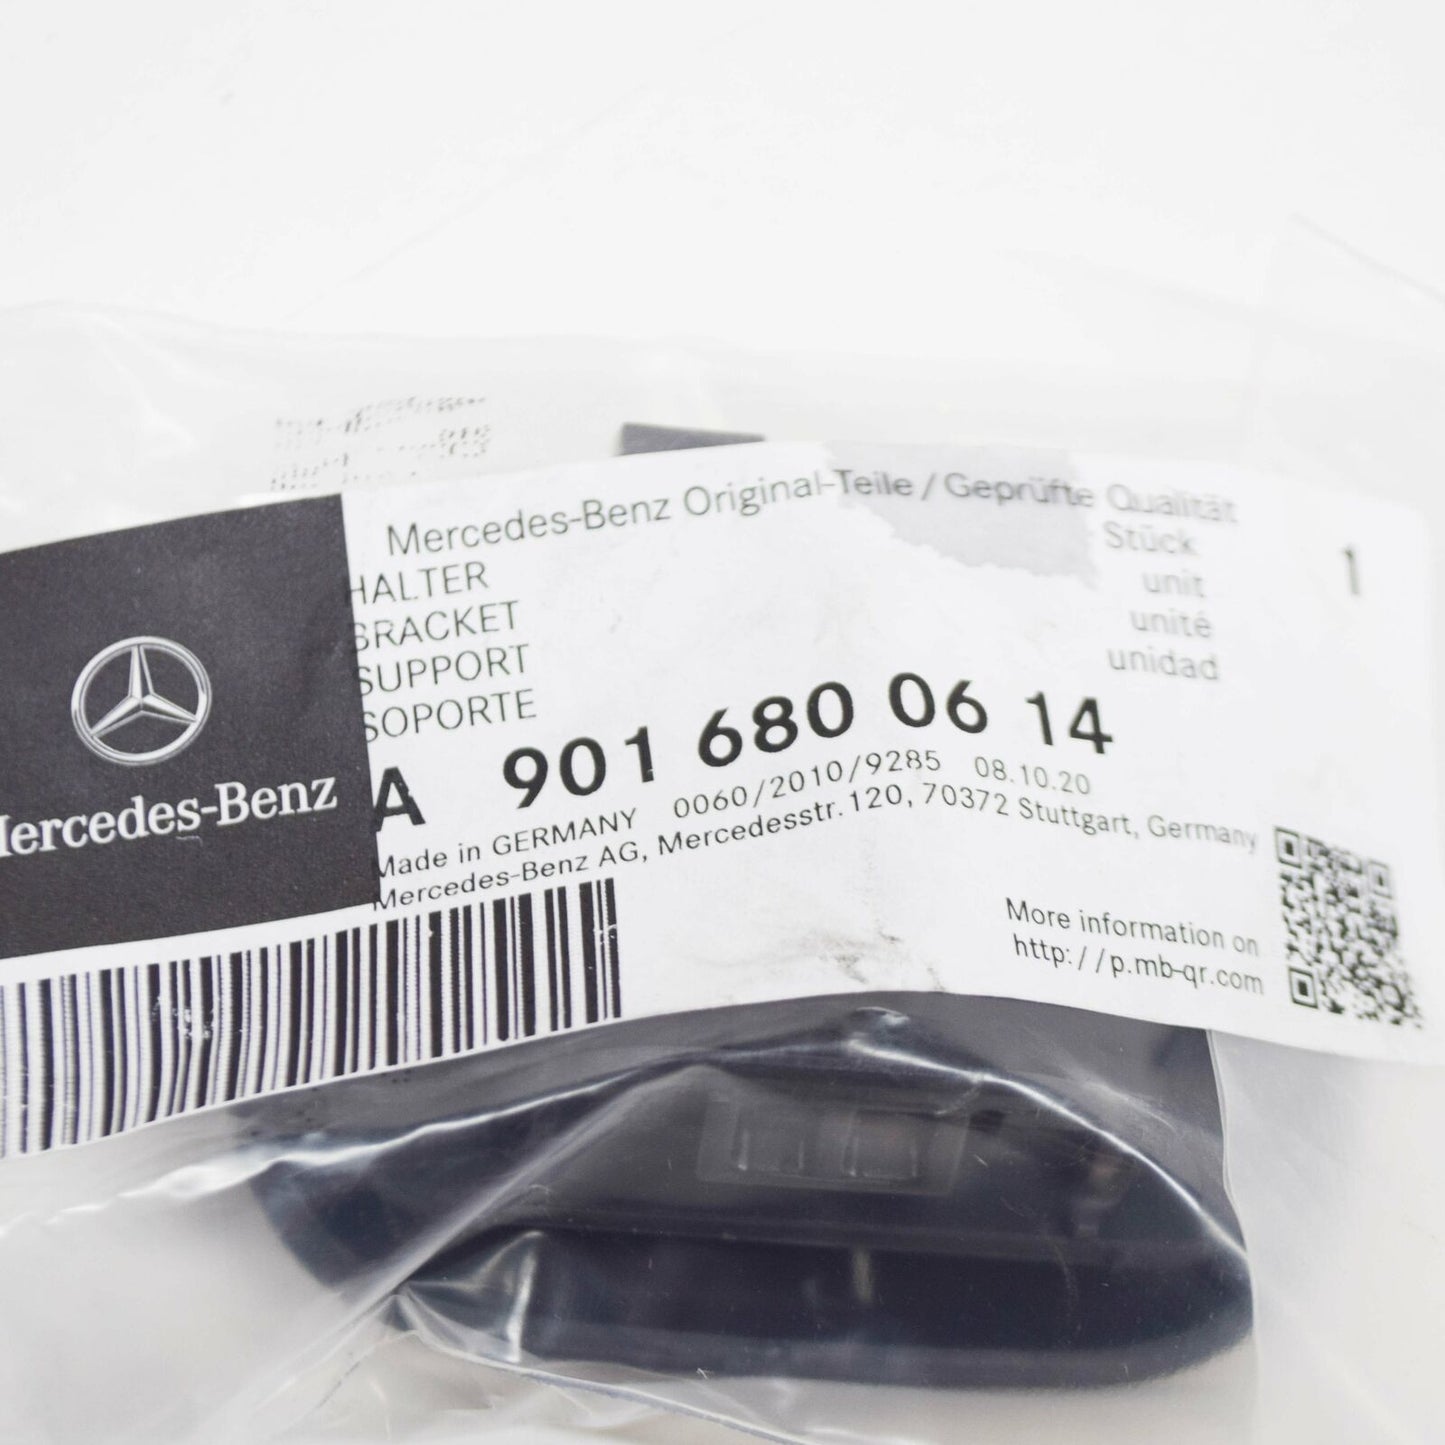 Mercedes-Benz Original-Teile / Geprüfte Qualität
HALTER
BRACKET
SUPPORT
SOPORTE
Stück 1
unit
unité
unidad
A 901 680 06 14
Made in GERMANY 0060/2010/9285 08.10.20
Mercedes-Benz AG, Mercedesstr. 120, 70372 Stuttgart, Germany
More information on
http://p.mb-qr.com
Mercedes-Benz